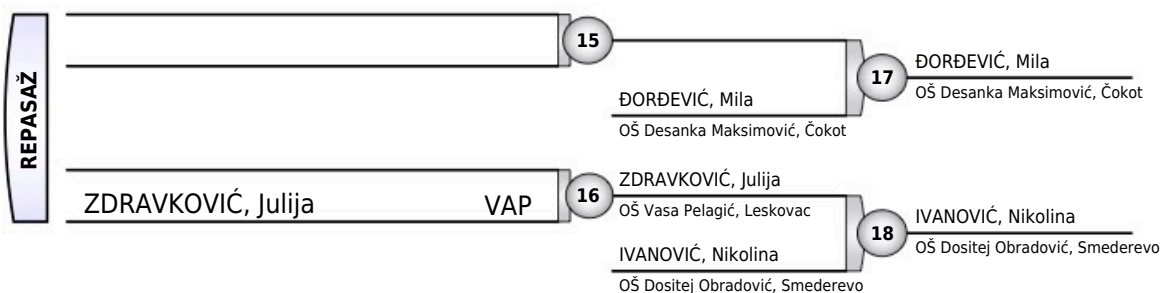 REPASAŽ
15
ĐORĐEVIĆ, Mila
OŠ Desanka Maksimović, Čokot
17
ĐORĐEVIĆ, Mila
OŠ Desanka Maksimović, Čokot
ZDRAVKOVIĆ, Julija VAP
16
ZDRAVKOVIĆ, Julija
OŠ Vasa Pelagić, Leskovac
IVANOVIĆ, Nikolina
OŠ Dositej Obradović, Smederevo
18
IVANOVIĆ, Nikolina
OŠ Dositej Obradović, Smederevo